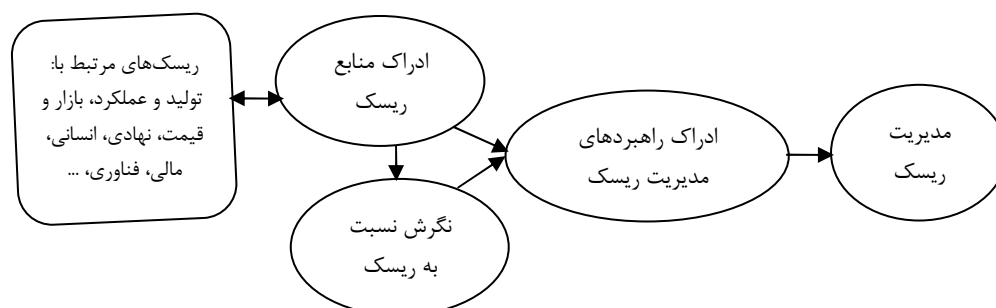 ریسک‌های مرتبط با:
تولید و عملکرد، بازار و
قیمت، نهادی، انسانی،
مالی، فناوری، ...
ادراک منابع
ریسک
نگرش نسبت
به ریسک
ادراک راهبردهای
مدیریت ریسک
مدیریت
ریسک